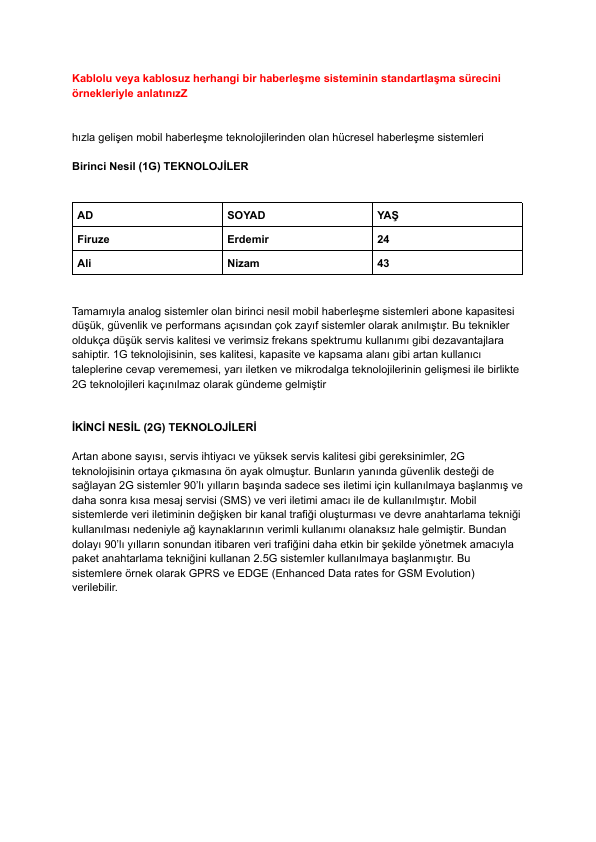 Kablolu veya kablosuz herhangi bir haberleşme sisteminin standartlaşma sürecini
örnekleriyle anlatınızZ
hızla gelişen mobil haberleşme teknolojilerinden olan hücresel haberleşme sistemleri
Birinci Nesil (1G) TEKNOLOJİLER
AD SOYAD YAŞ
Firuze Erdemir 24
Ali Nizam 43
Tamamıyla analog sistemler olan birinci nesil mobil haberleşme sistemleri abone kapasitesi
düşük, güvenlik ve performans açısından çok zayıf sistemler olarak anılmıştır. Bu teknikler
oldukça düşük servis kalitesi ve verimsiz frekans spektrumu kullanımı gibi dezavantajlara
sahiptir. 1G teknolojisinin, ses kalitesi, kapasite ve kapsama alanı gibi artan kullanıcı
taleplerine cevap verememesi, yarı iletken ve mikrodalga teknolojilerinin gelişmesi ile birlikte
2G teknolojileri kaçınılmaz olarak gündeme gelmiştir
İKİNCİ NESİL (2G) TEKNOLOJİLERİ
Artan abone sayısı, servis ihtiyacı ve yüksek servis kalitesi gibi gereksinimler, 2G
teknolojisinin ortaya çıkmasına ön ayak olmuştur. Bunların yanında güvenlik desteği de
sağlayan 2G sistemler 90’lı yılların başında sadece ses iletimi için kullanılmaya başlanmış ve
daha sonra kısa mesaj servisi (SMS) ve veri iletimi amacı ile de kullanılmıştır. Mobil
sistemlerde veri iletiminin değişken bir kanal trafiği oluşturması ve devre anahtarlama tekniği
kullanılması nedeniyle ağ kaynaklarının verimli kullanımı olanaksız hale gelmiştir. Bundan
dolayı 90’lı yılların sonundan itibaren veri trafiğini daha etkin bir şekilde yönetmek amacıyla
paket anahtarlama tekniğini kullanan 2.5G sistemler kullanılmaya başlanmıştır. Bu
sistemlere örnek olarak GPRS ve EDGE (Enhanced Data rates for GSM Evolution)
verilebilir.